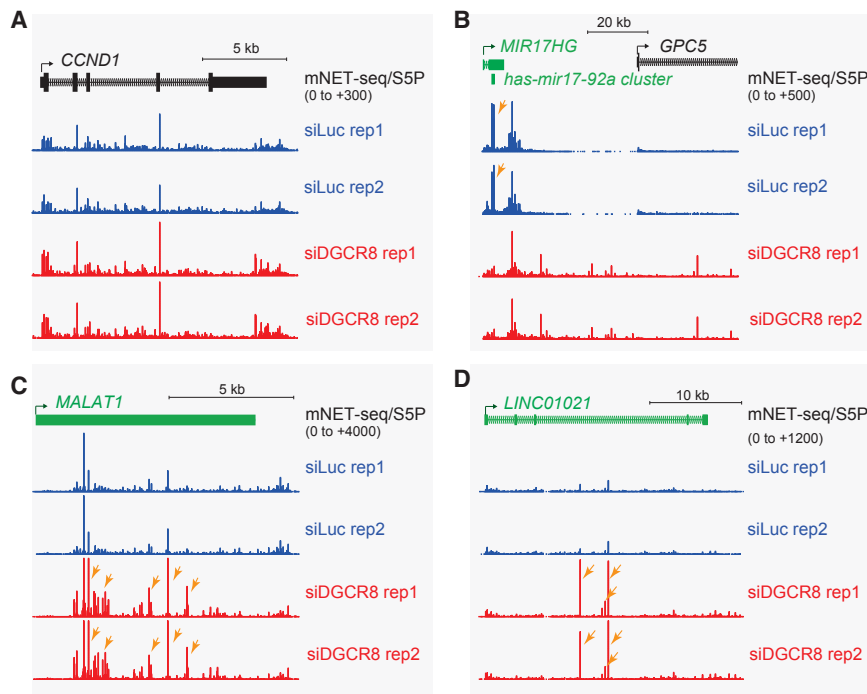 A
CCND1
5 kb
mNET-seq/S5P
(0 to +300)
siLuc rep1
siLuc rep2
siDGCR8 rep1
siDGCR8 rep2
B
20 kb
MIR17HG
GPC5
has-mir17-92a cluster
mNET-seq/S5P
(0 to +500)
siLuc rep1
siLuc rep2
siDGCR8 rep1
siDGCR8 rep2
C
MALAT1
5 kb
mNET-seq/S5P
(0 to +4000)
siLuc rep1
siLuc rep2
siDGCR8 rep1
siDGCR8 rep2
D
LINC01021
10 kb
mNET-seq/S5P
(0 to +1200)
siLuc rep1
siLuc rep2
siDGCR8 rep1
siDGCR8 rep2